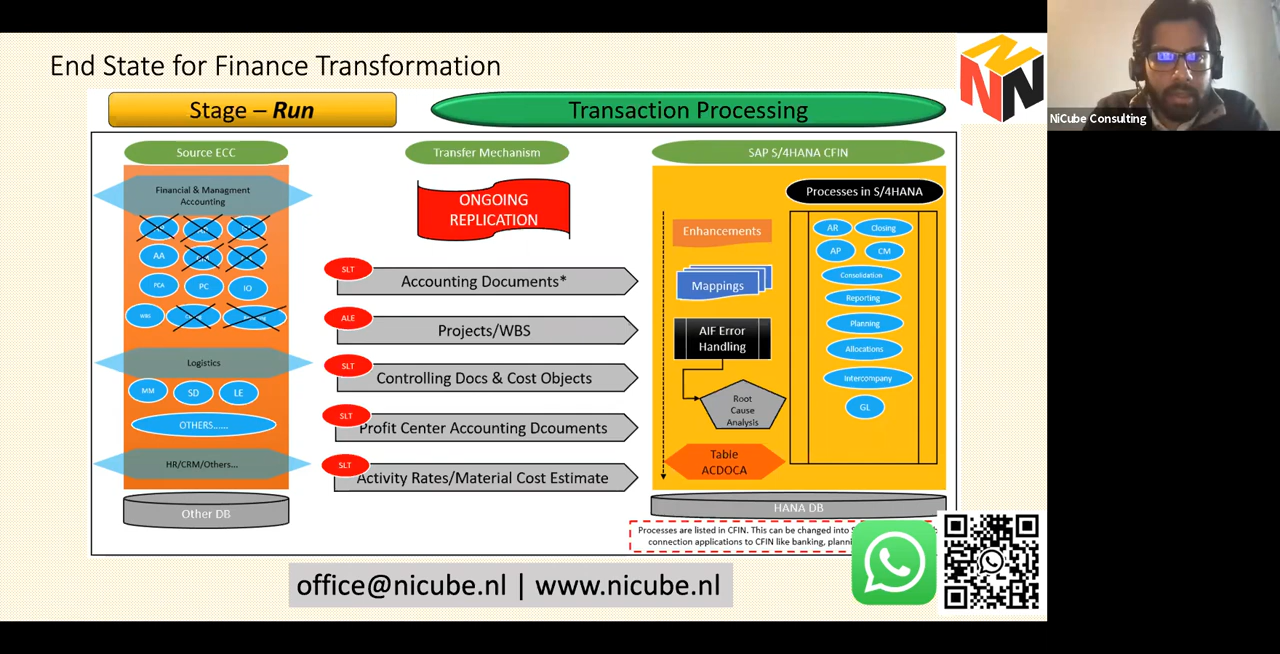 End State for Finance Transformation
NiCube Consulting
Stage – Run
Transaction Processing
Source ECC
Transfer Mechanism
SAP S/4HANA CFIN
Financial & Managment
Accounting
AA
PCA
PC
IO
WBS
Logistics
MM
SD
LE
OTHERS......
HR/CRM/Others...
Other DB
ONGOING
REPLICATION
SLT
Accounting Documents*
ALE
Projects/WBS
SLT
Controlling Docs & Cost Objects
SLT
Profit Center Accounting Dcouments
SLT
Activity Rates/Material Cost Estimate
Processes in S/4HANA
Enhancements
Mappings
AIF Error
Handling
Root
Cause
Analysis
Table
ACDOCA
AR
Closing
AP
CM
Consolidation
Reporting
Planning
Allocations
Intercompany
GL
HANA DB
Processes are listed in CFIN. This can be changed into
connection applications to CFIN like banking,
office@nicube.nl | www.nicube.nl